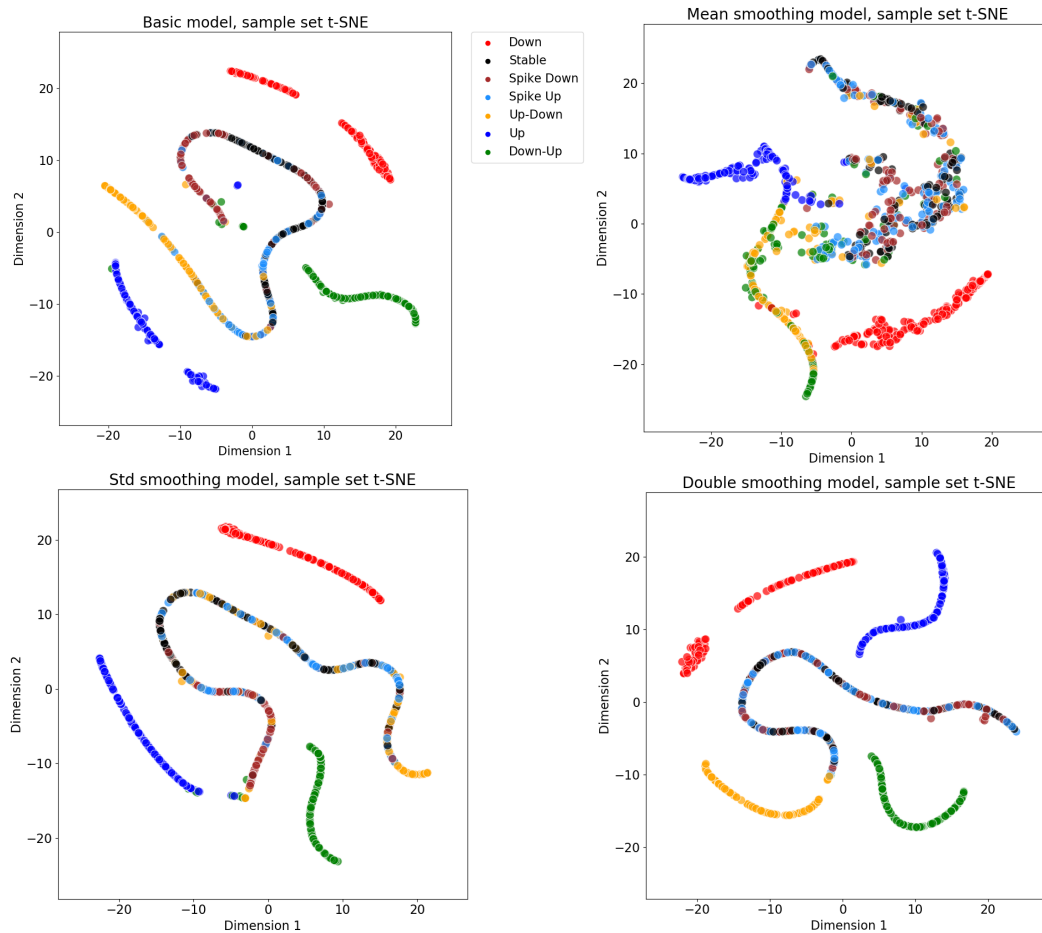 Basic model, sample set t-SNE
Dimension 2
20
10
0
−10
−20
−20
−10
0
10
20
Dimension 1
Down
Stable
Spike Down
Spike Up
Up-Down
Up
Down-Up
Mean smoothing model, sample set t-SNE
Dimension 2
20
10
0
−10
−20
−20
−10
0
10
20
Dimension 1
Std smoothing model, sample set t-SNE
Dimension 2
20
10
0
−10
−20
−20
−10
0
10
20
Dimension 1
Double smoothing model, sample set t-SNE
Dimension 2
20
10
0
−10
−20
−20
−10
0
10
20
Dimension 1